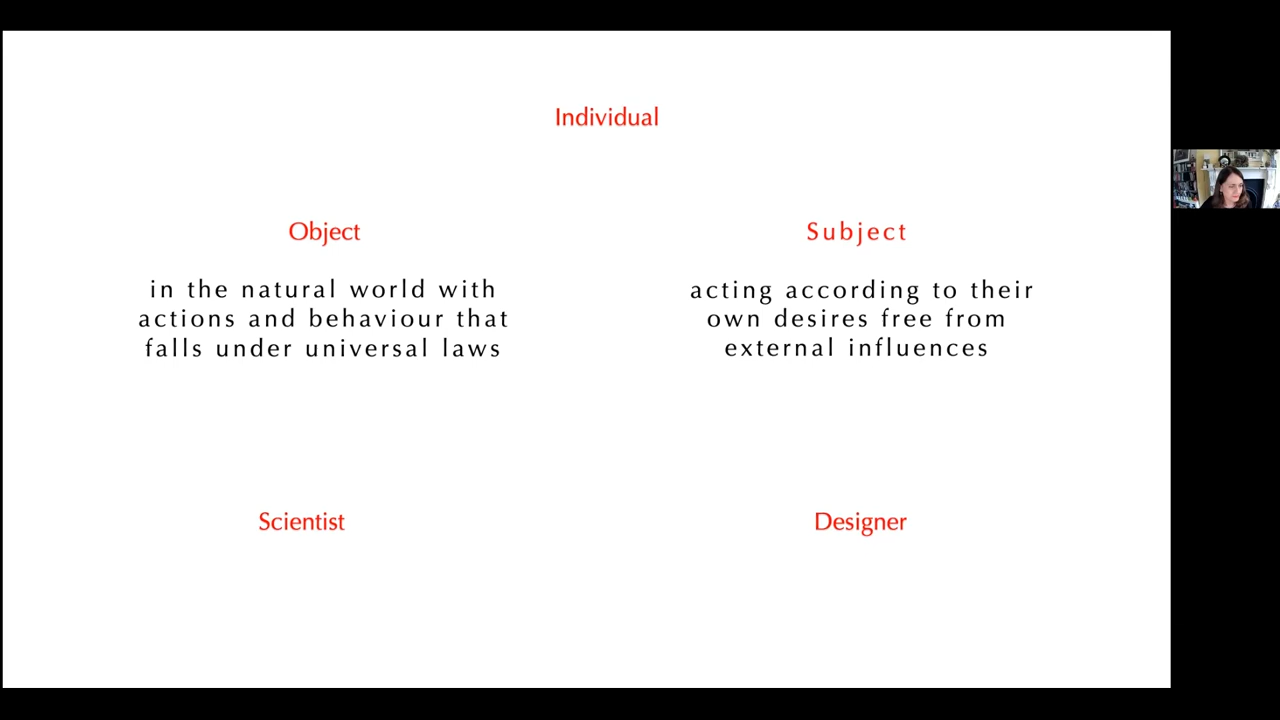 Individual
Object
in the natural world with
actions and behaviour that
falls under universal laws
Subject
acting according to their
own desires free from
external influences
Scientist
Designer